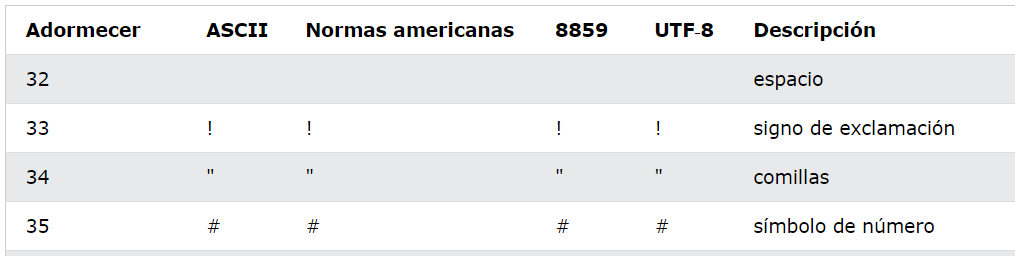 Adormecer ASCII Normas americanas 8859 UTF-8 Descripción
32 espacio
33 ! ! ! ! signo de exclamación
34 " " " " comillas
35 # # # # símbolo de número